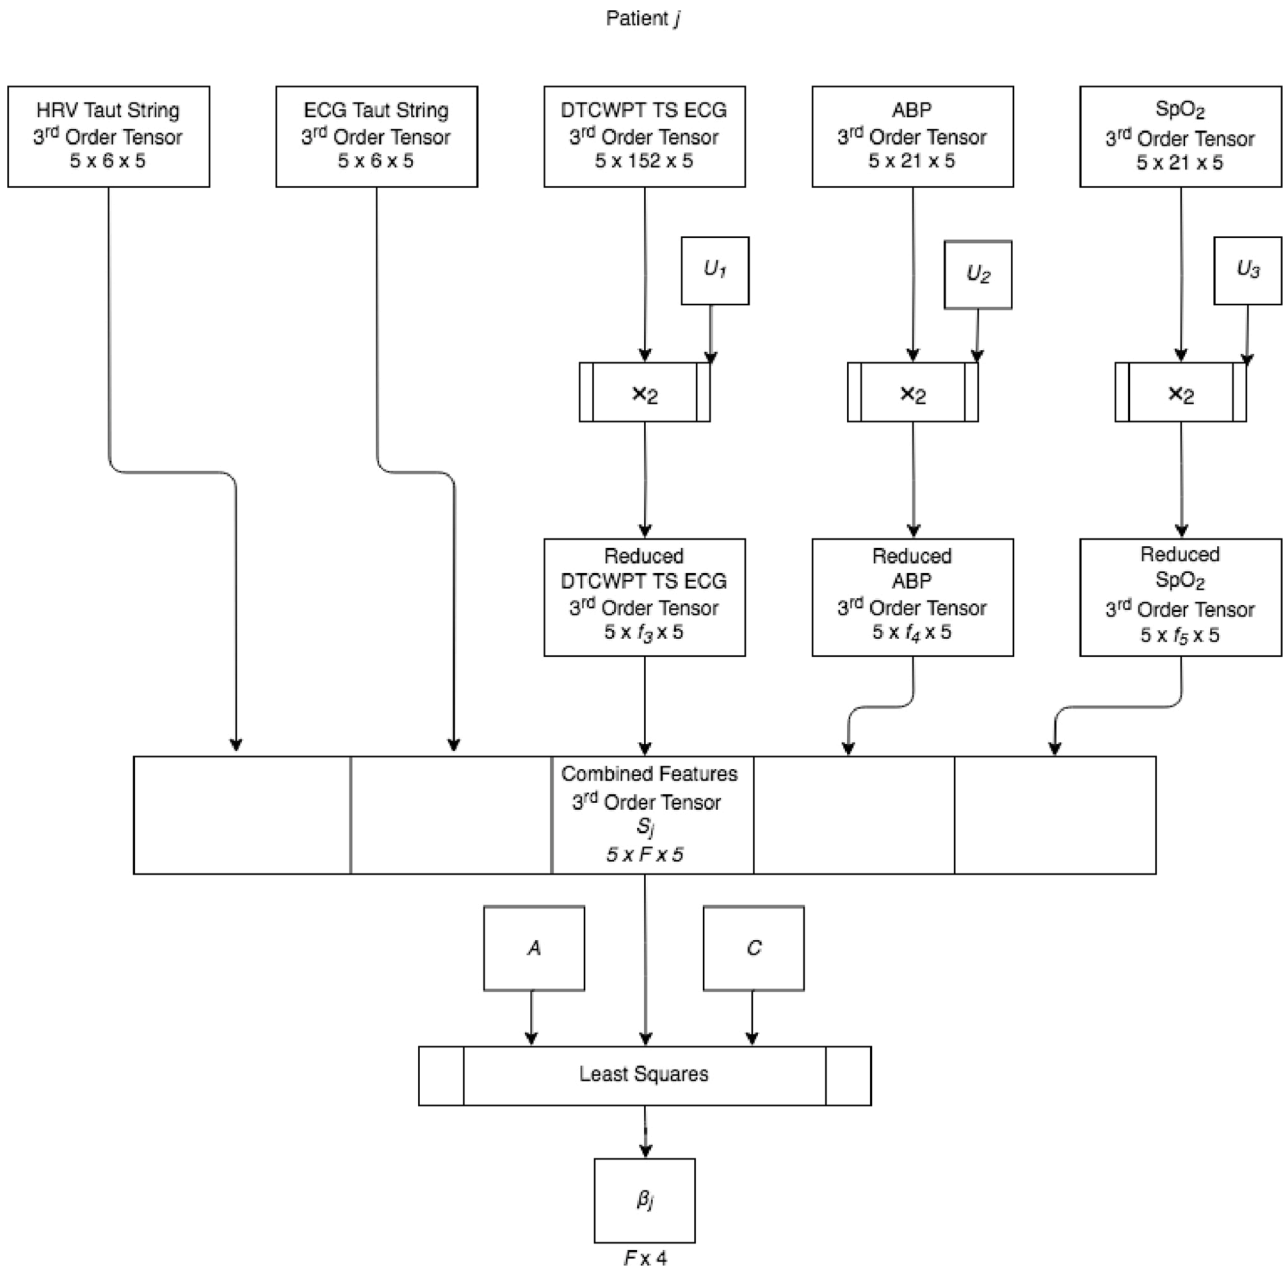 Patient j
HRV Taut String
3rd Order Tensor
5 x 6 x 5
ECG Taut String
3rd Order Tensor
5 x 6 x 5
DTCWPT TS ECG
3rd Order Tensor
5 x 152 x 5
ABP
3rd Order Tensor
5 x 21 x 5
SpO2
3rd Order Tensor
5 x 21 x 5
U1
U2
U3
×2
×2
×2
Reduced
DTCWPT TS ECG
3rd Order Tensor
5 x f3 x 5
Reduced
ABP
3rd Order Tensor
5 x f4 x 5
Reduced
SpO2
3rd Order Tensor
5 x f5 x 5
Combined Features
3rd Order Tensor
Sj
5 x F x 5
A
C
Least Squares
βj
F x 4